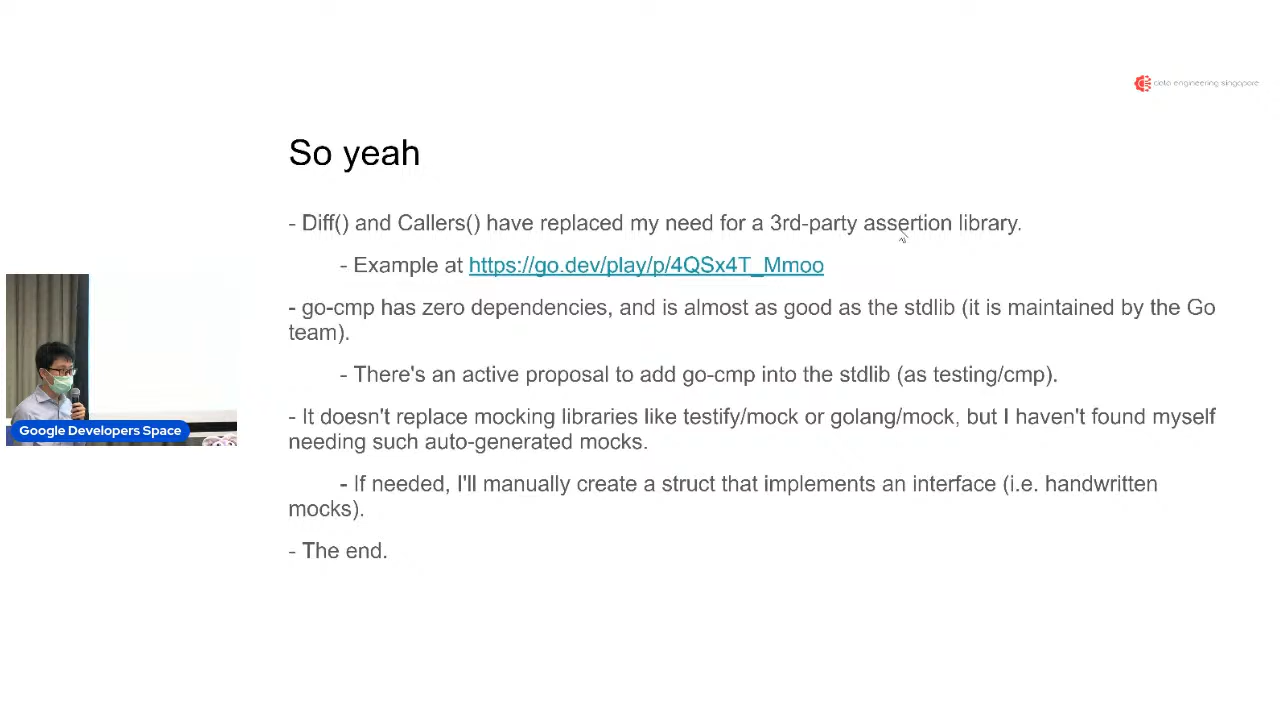 data engineering singapore
So yeah
- Diff() and Callers() have replaced my need for a 3rd-party assertion library.
- Example at https://go.dev/play/p/4QSx4T_Mmoo
- go-cmp has zero dependencies, and is almost as good as the stdlib (it is maintained by the Go
team).
- There's an active proposal to add go-cmp into the stdlib (as testing/cmp).
- It doesn't replace mocking libraries like testify/mock or golang/mock, but I haven't found myself
needing such auto-generated mocks.
- If needed, I'll manually create a struct that implements an interface (i.e. handwritten
mocks).
- The end.
Google Developers Space